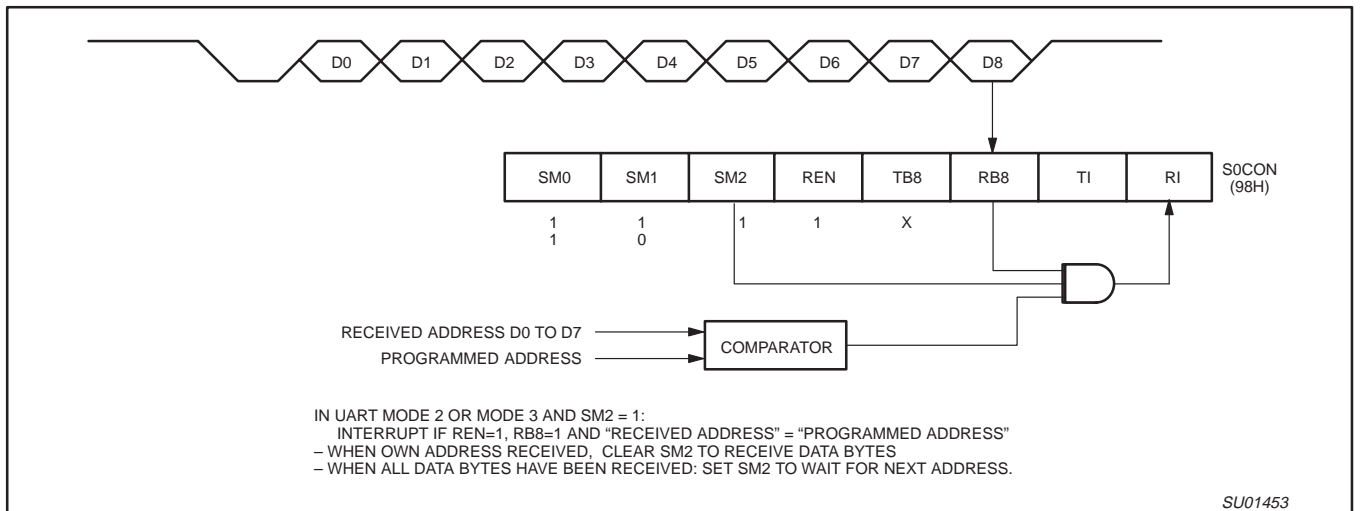 D0 D1 D2 D3 D4 D5 D6 D7 D8
SM0 SM1 SM2 REN TB8 RB8 TI RI
S0CON
(98H)
1 1 1 1 X
1 0
RECEIVED ADDRESS D0 TO D7
PROGRAMMED ADDRESS
COMPARATOR
IN UART MODE 2 OR MODE 3 AND SM2 = 1:
INTERRUPT IF REN=1, RB8=1 AND “RECEIVED ADDRESS” = “PROGRAMMED ADDRESS”
– WHEN OWN ADDRESS RECEIVED, CLEAR SM2 TO RECEIVE DATA BYTES
– WHEN ALL DATA BYTES HAVE BEEN RECEIVED: SET SM2 TO WAIT FOR NEXT ADDRESS.
SU01453